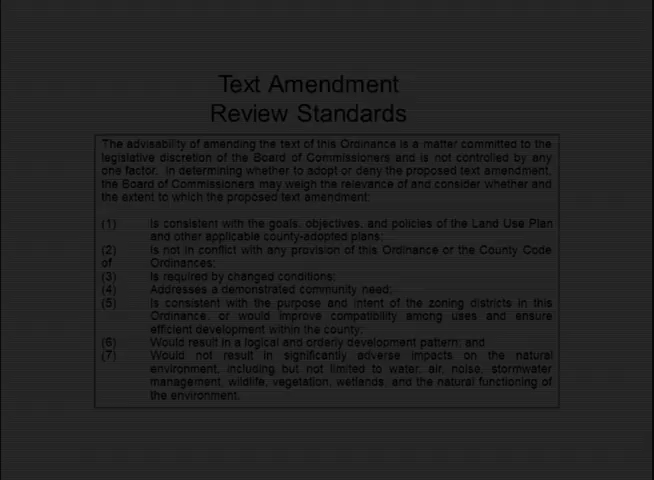 Text Amendment
Review Standards
The advisability of amending the text of this Ordinance is a matter committed to the
legislative discretion of the Board of Commissioners and is not controlled by any
one factor. In determining whether to adopt or deny the proposed text amendment,
the Board of Commissioners may weigh the relevance of and consider whether and
the extent to which the proposed text amendment:
(1) Is consistent with the goals, objectives, and policies of the Land Use Plan
and other applicable county-adopted plans;
(2) Is not in conflict with any provision of this Ordinance or the County Code
of Ordinances;
(3) Is required by changed conditions;
(4) Addresses a demonstrated community need;
(5) Is consistent with the purpose and intent of the zoning districts in this
Ordinance, or would improve compatibility among uses and ensure
efficient development within the county;
(6) Would result in a logical and orderly development pattern; and
(7) Would not result in significantly adverse impacts on the natural
environment, including but not limited to water, air, noise, stormwater
management, wildlife, vegetation, wetlands, and the natural functioning of
the environment.